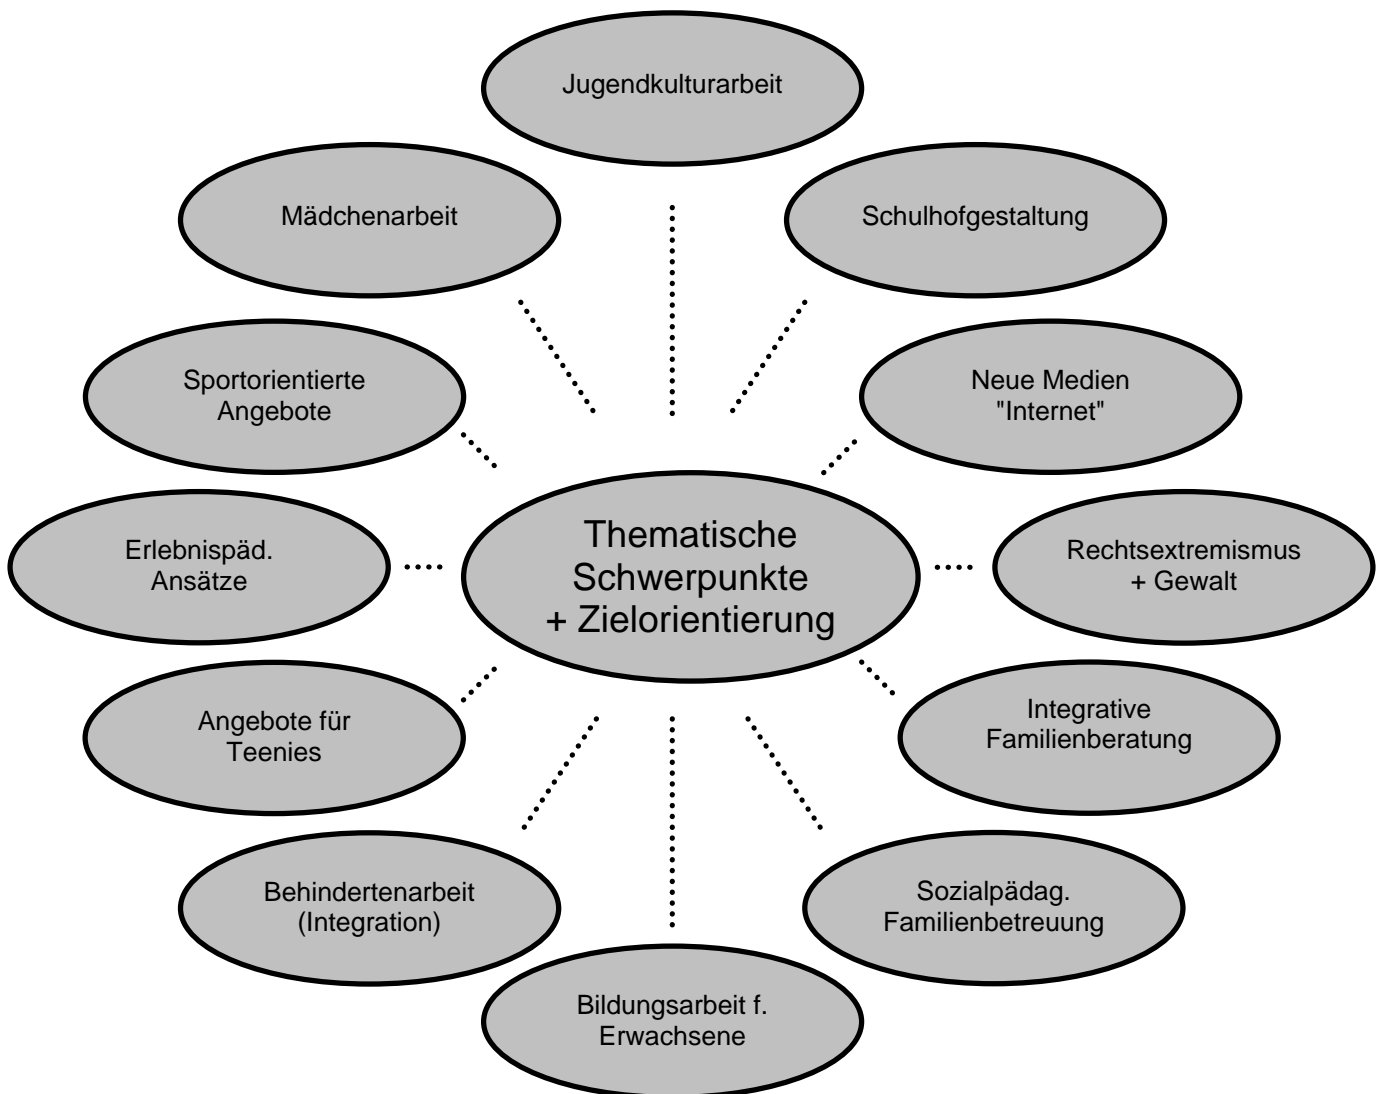 Jugendkulturarbeit
Mädchenarbeit
Schulhofgestaltung
Sportorientierte
Angebote
Neue Medien
"Internet"
Thematische
Schwerpunkte
+ Zielorientierung
Erlebnispäd.
Ansätze
Rechtsextremismus
+ Gewalt
Angebote für
Teenies
Integrative
Familienberatung
Behindertenarbeit
(Integration)
Sozialpädag.
Familienbetreuung
Bildungsarbeit f.
Erwachsene